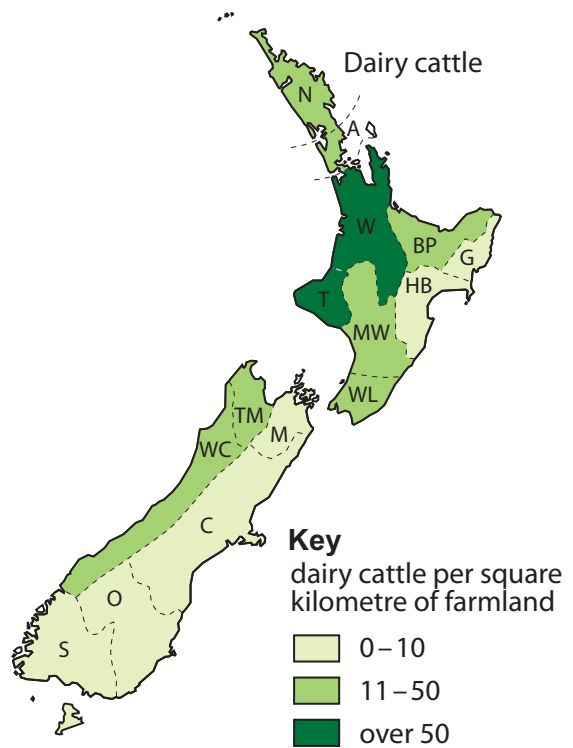 Dairy cattle
N
A
W
BP
G
HB
T
MW
WL
TM
M
WC
C
O
S
Key
dairy cattle per square
kilometre of farmland
0–10
11–50
over 50